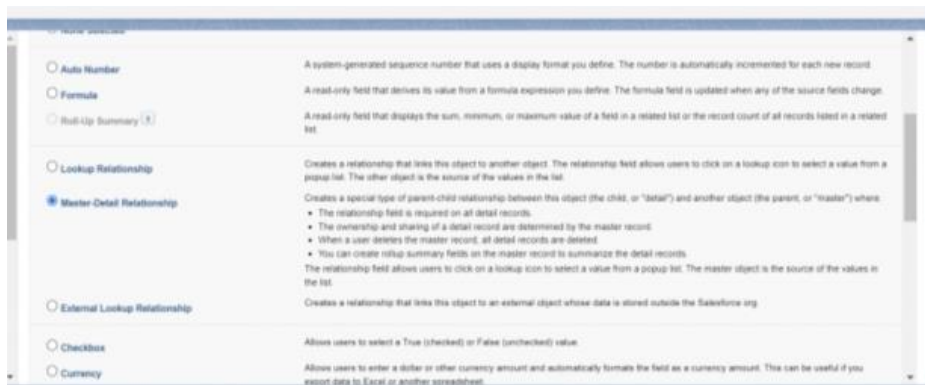 None Selected
Auto Number
A system-generated sequence number that uses a display format you define. The number is automatically incremented for each new record.
Formula
A read-only field that derives its value from a formula expression you define. The formula field is updated when any of the source fields change.
Roll-Up Summary
A read-only field that displays the sum, minimum, or maximum value of a field in a related list or the record count of all records listed in a related
list.
Lookup Relationship
Creates a relationship that links this object to another object. The relationship field allows users to click on a lookup icon to select a value from a
popup list. The other object is the source of the values in the list.
Master-Detail Relationship
Creates a special type of parent-child relationship between this object (the child, or "detail") and another object (the parent, or "master") where:
• The relationship field is required on all detail records.
• The ownership and sharing of a detail record are determined by the master record.
• When a user deletes the master record, all detail records are deleted.
• You can create rollup summary fields on the master record to summarize the detail records.
The relationship field allows users to click on a lookup icon to select a value from a popup list. The master object is the source of the values in
the list.
External Lookup Relationship
Creates a relationship that links this object to an external object whose data is stored outside the Salesforce org.
Checkbox
Allows users to select a True (checked) or False (unchecked) value.
Currency
Allows users to enter a dollar or other currency amount and automatically formats the field as a currency amount. This can be useful if you
export data to Excel or another spreadsheet.